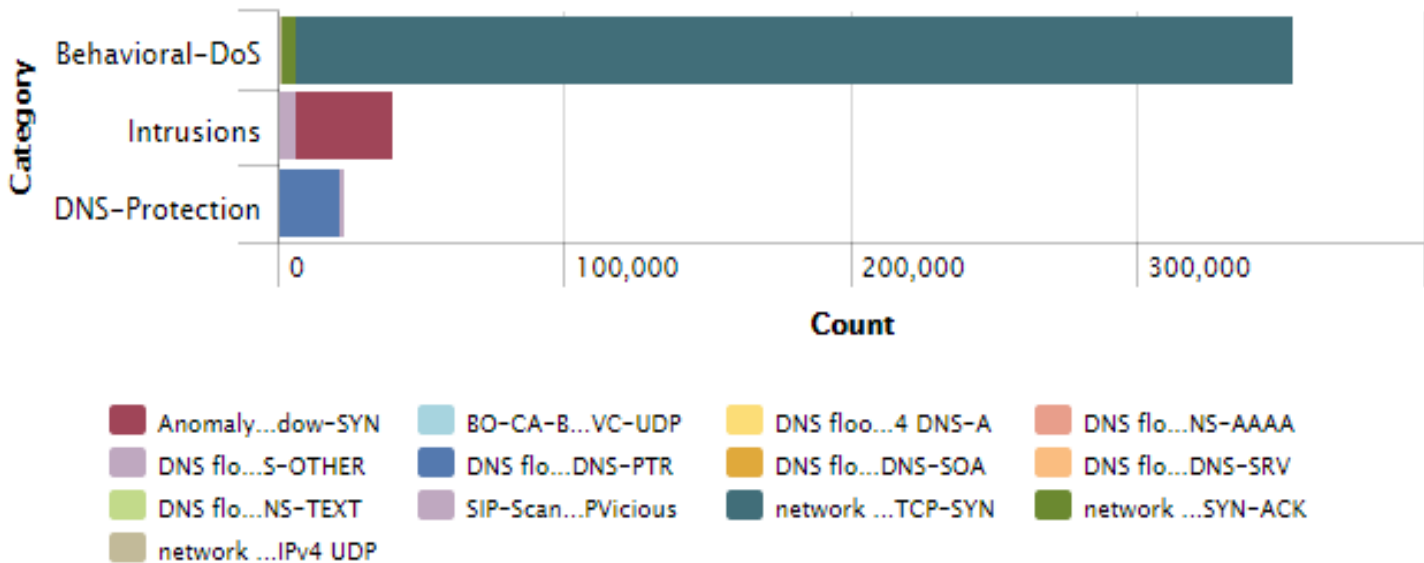 Category
Behavioral-DoS
Intrusions
DNS-Protection
0 100,000 200,000 300,000
Count
Anomaly...dow-SYN BO-CA-B...VC-UDP DNS floo...4 DNS-A DNS flo...NS-AAAA
DNS flo...S-OTHER DNS flo...DNS-PTR DNS flo...DNS-SOA DNS flo...DNS-SRV
DNS flo...NS-TEXT SIP-Scan...PVicious network ...TCP-SYN network ...SYN-ACK
network ...IPv4 UDP